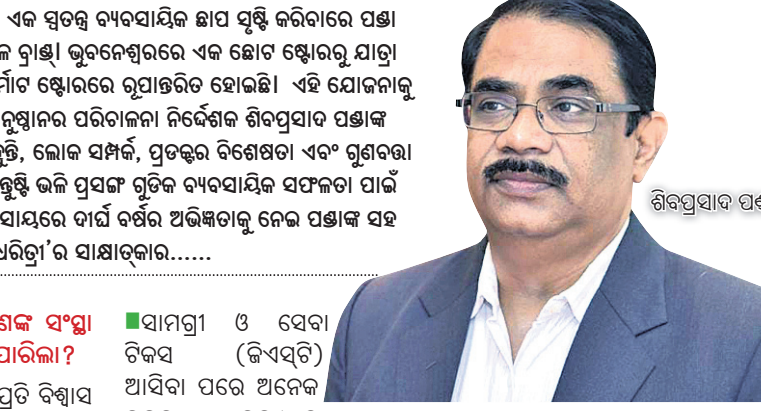 ଏକ ସ୍ୱତନ୍ତ୍ର ବ୍ୟବସାୟିକ ଛାପ ସୃଷ୍ଟି କରିବାରେ ପଣ୍ଡା
ବ୍ରାଣ୍ଡ। ଭୁବନେଶ୍ୱରରେ ଏକ ଛୋଟ ଷ୍ଟୋରରୁ ଯାତ୍ରା
ଷ୍ଟୋରରେ ରୂପାନ୍ତରିତ ହୋଇଛି। ଏହି ଯୋଜନାକୁ
ନୁଷ୍ଠାନର ପରିଚାଳନା ନିର୍ଦ୍ଦେଶକ ଶିବପ୍ରସାଦ ପଣ୍ଡାଙ୍କ
ଲୋକ ସମ୍ପର୍କ, ପ୍ରଡକ୍ଟର ବିଶେଷତା ଏବଂ ଗୁଣବତ୍ତା
ନ୍ତୁଷ୍ଟି ଭଳି ପ୍ରସଙ୍ଗ ଗୁଡିକ ବ୍ୟବସାୟିକ ସଫଳତା ପାଇଁ
ସାୟରେ ଦୀର୍ଘ ବର୍ଷର ଅଭିଜ୍ଞତାକୁ ନେଇ ପଣ୍ଡାଙ୍କ ସହ
ଧରିତ୍ରୀ’ର ସାକ୍ଷାତ୍‌କାର......
ଶିବପ୍ରସାଦ
ଣଙ୍କ ସଂସ୍ଥା
ପାରିଲା?
ପ୍ରତି ବିଶ୍ୱାସ
■ସାମଗ୍ରୀ ଓ ସେବା
ଟିକସ (ଜିଏସ୍‌ଟି)
ଆସିବା ପରେ ଅନେକ